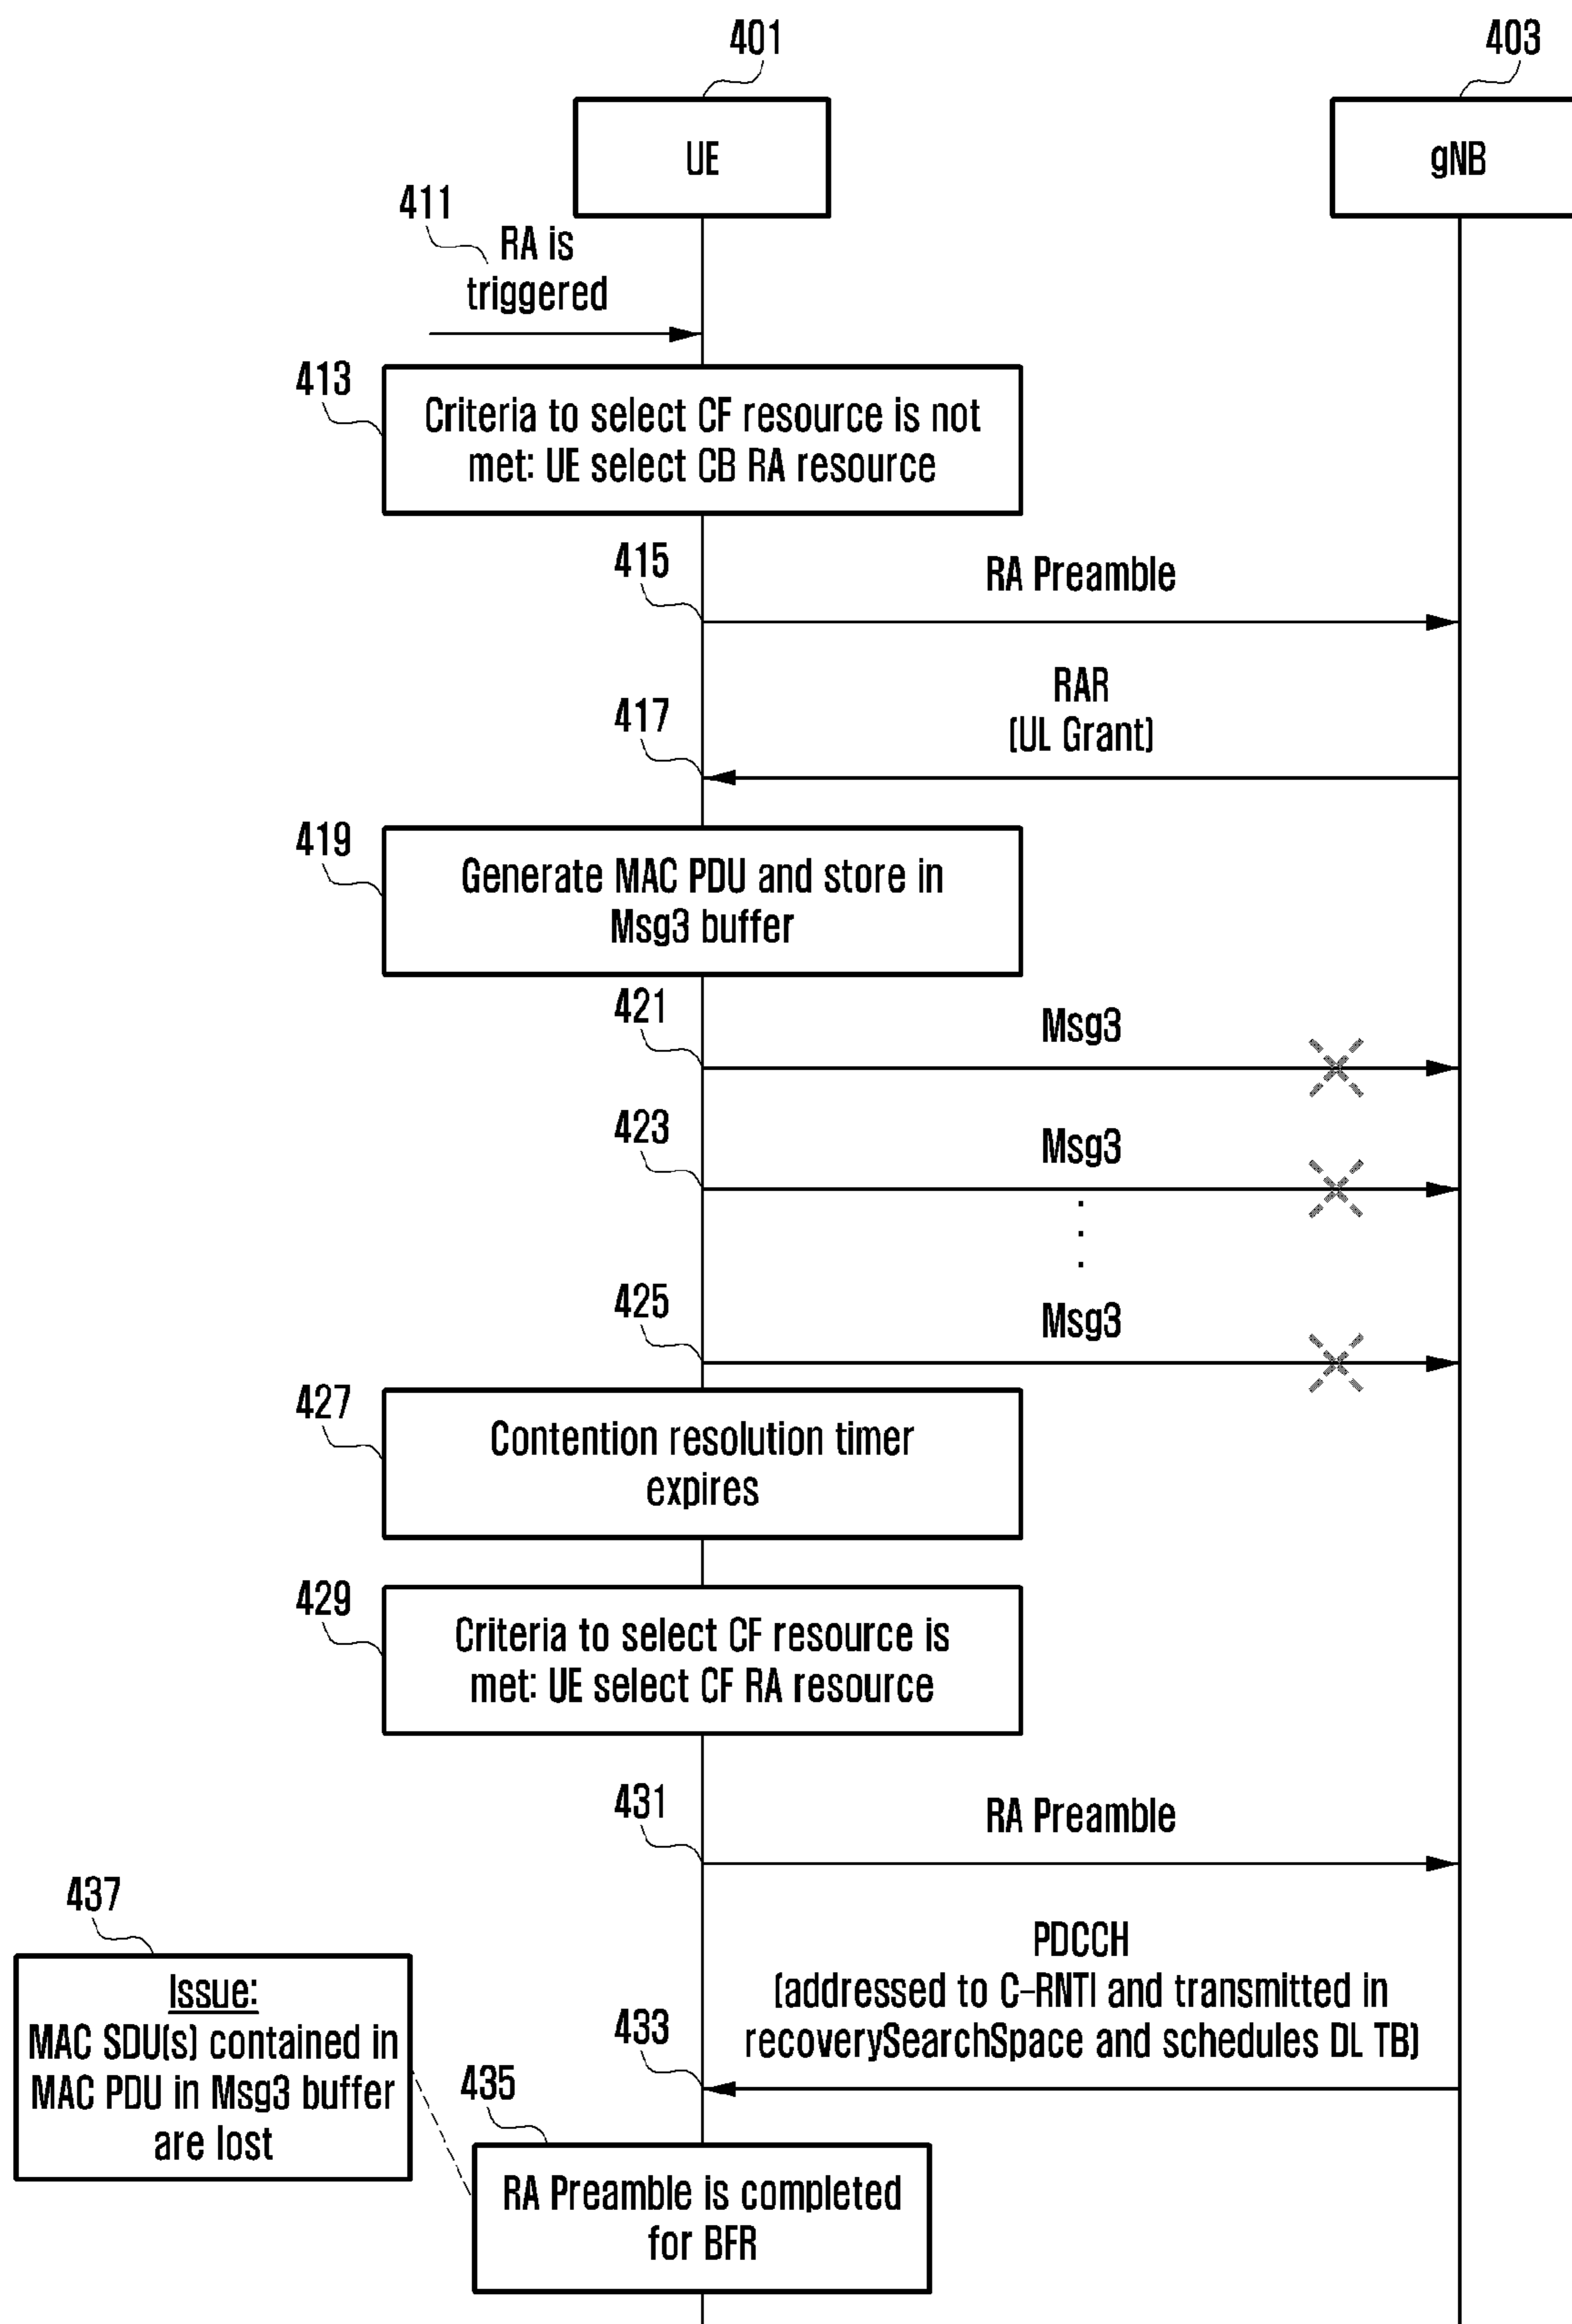 401
403
UE
gNB
411
RA is
triggered
413
Criteria to select CF resource is not
met: UE select CB RA resource
415
RA Preamble
RAR
(UL Grant)
417
419
Generate MAC PDU and store in
Msg3 buffer
421
Msg3
423
Msg3
425
Msg3
427
Contention resolution timer
expires
429
Criteria to select CF resource is
met: UE select CF RA resource
431
RA Preamble
437
Issue:
MAC SDU(s) contained in
MAC PDU in Msg3 buffer
are lost
PDCCH
(addressed to C-RNTI and transmitted in
recoverySearchSpace and schedules DL TB)
433
435
RA Preamble is completed
for BFR